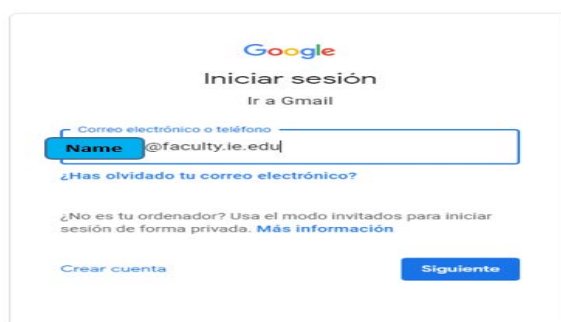 Google
Iniciar sesión
Ir a Gmail
Correo electrónico o teléfono
Name @faculty.ie.edu
¿Has olvidado tu correo electrónico?
¿No es tu ordenador? Usa el modo invitados para iniciar
sesión de forma privada. Más información
Crear cuenta
Siguiente